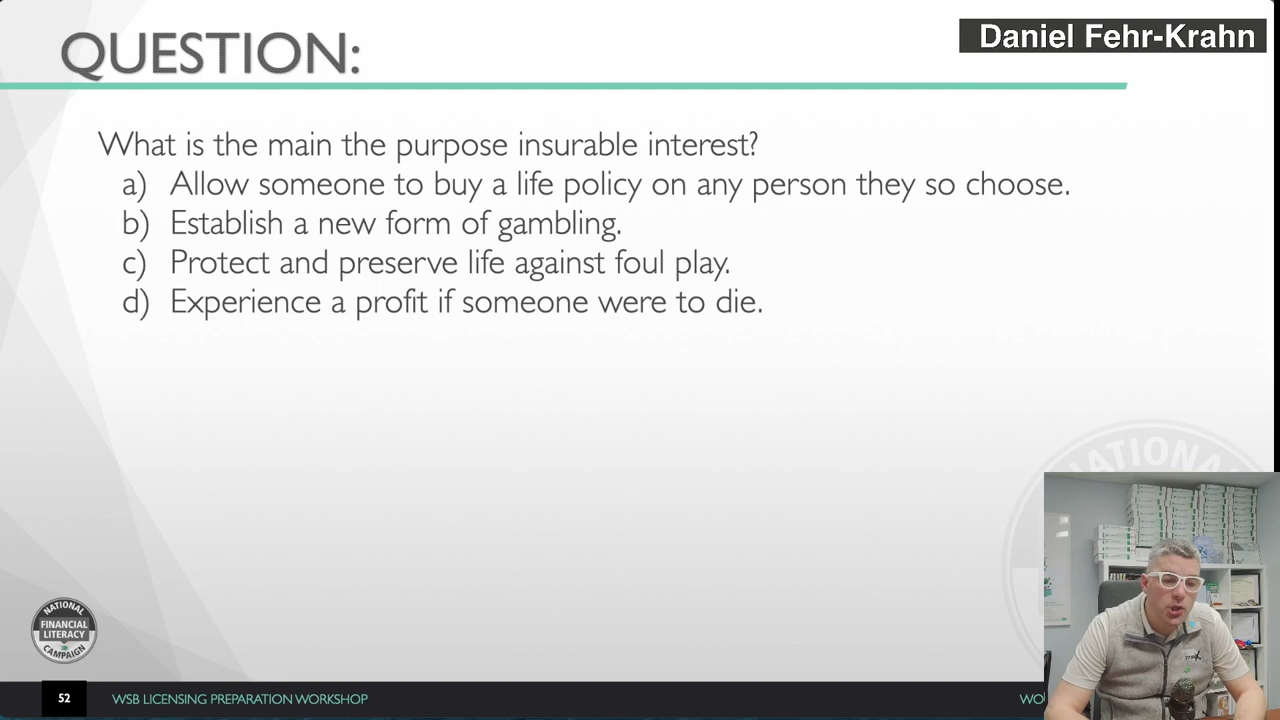 QUESTION:
Daniel Fehr-Krahn
What is the main the purpose insurable interest?
a) Allow someone to buy a life policy on any person they so choose.
b) Establish a new form of gambling.
c) Protect and preserve life against foul play.
d) Experience a profit if someone were to die.
NATIONAL
NATIONAL
FINANCIAL
LITERACY
CAMPAIGN
52
WSB LICENSING PREPARATION WORKSHOP